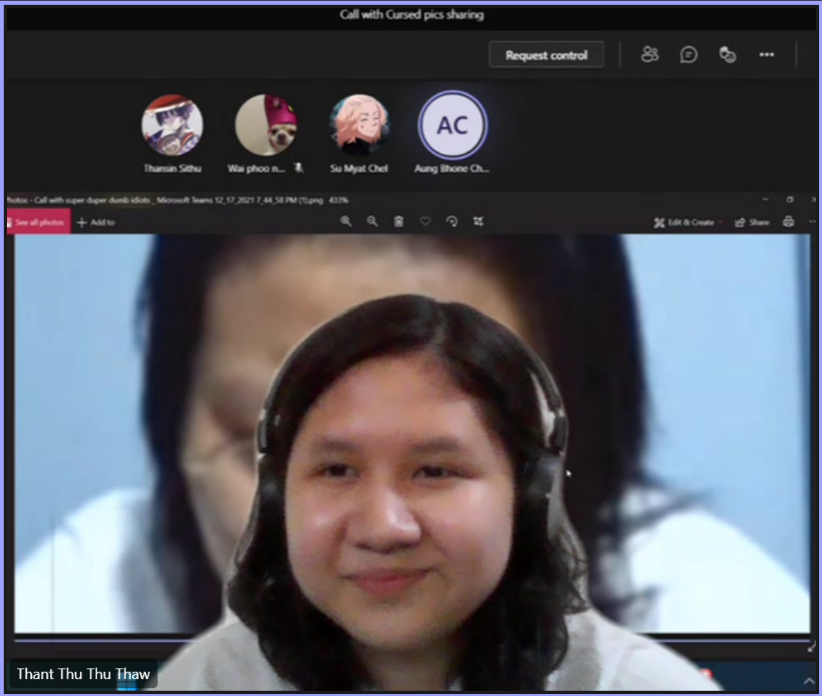 Call with Cursed pics sharing
Request control
AC
Thansin Sithu
Wai phoo n...
Su Myat Chel
Aung Bhone Ch...
Photos - Call with super duper dumb idiots _ Microsoft Teams 12_17_2021 7_44_58 PM (1).png 433%
See all photos
Add to
Edit & Create
Share
Thant Thu Thu Thaw